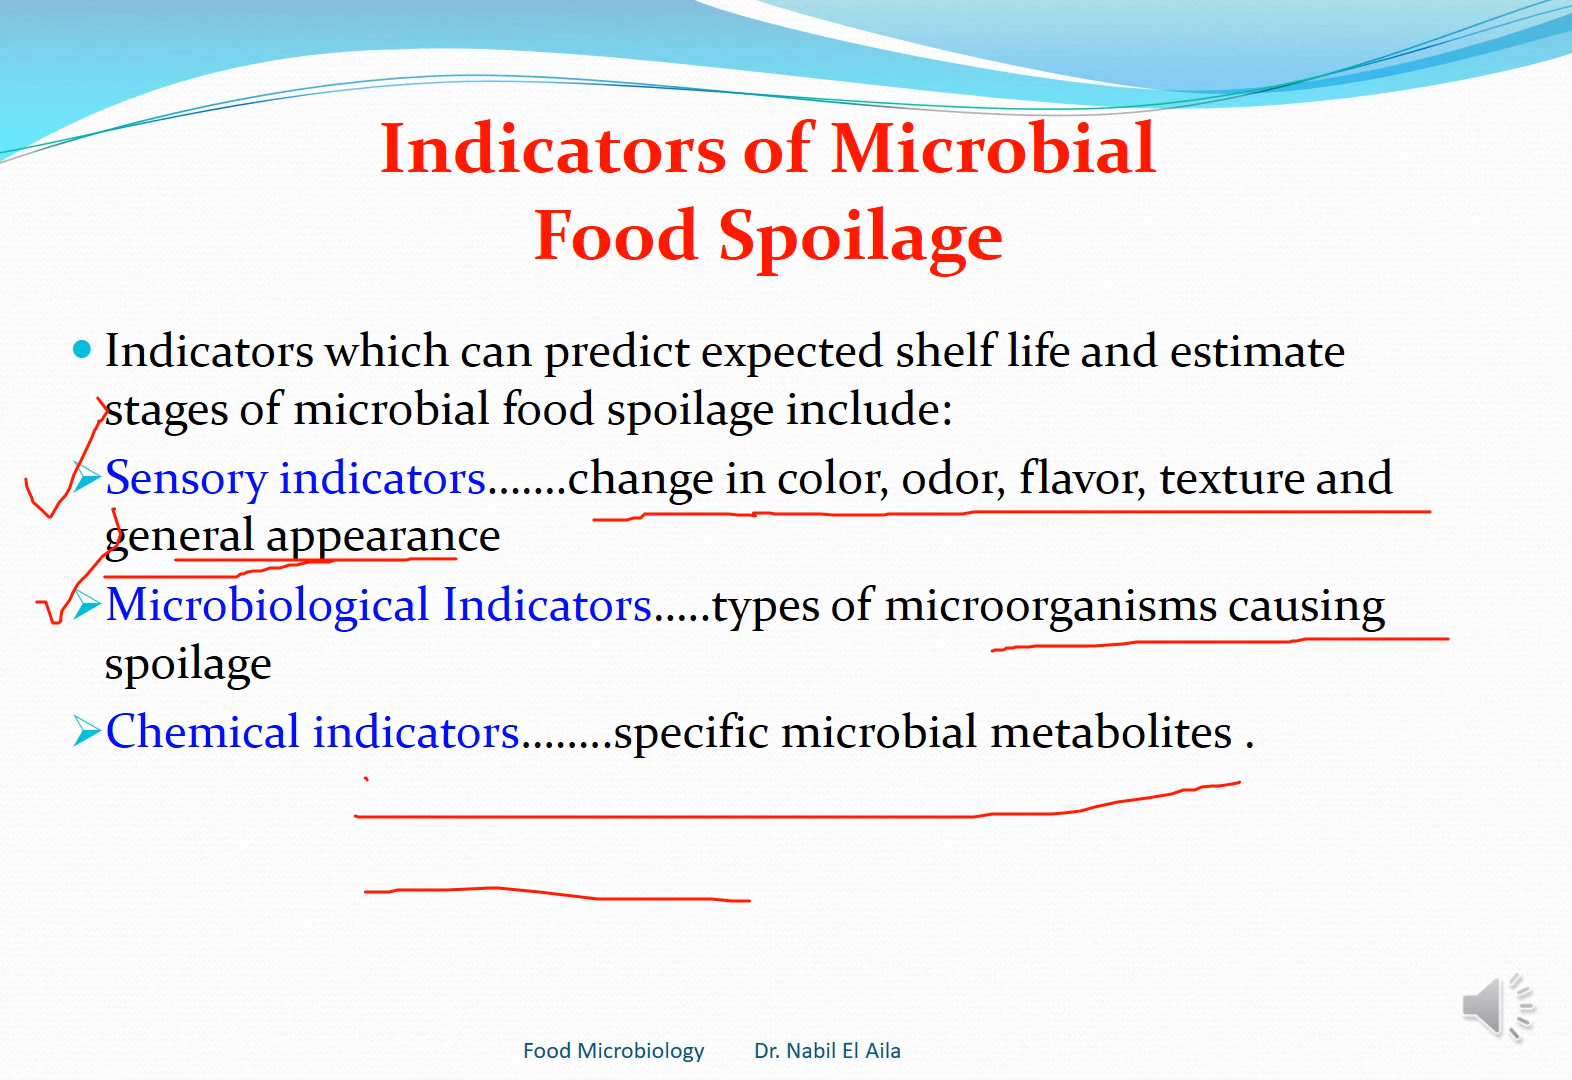 Indicators of Microbial
Food Spoilage
Indicators which can predict expected shelf life and estimate
stages of microbial food spoilage include:
Sensory indicators.......change in color, odor, flavor, texture and
general appearance
Microbiological Indicators.....types of microorganisms causing
spoilage
Chemical indicators........specific microbial metabolites .
Food Microbiology Dr. Nabil El Aila